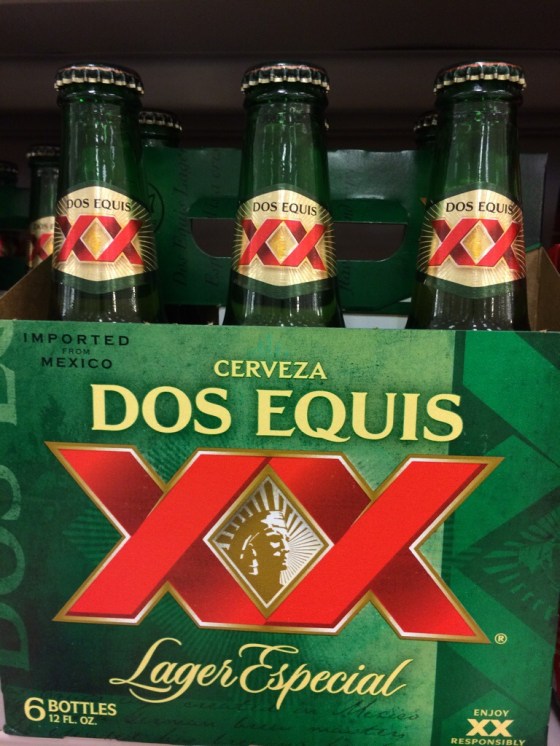 DOS EQUIS
XX
DOS EQUIS
XX
DOS EQUIS
XX
IMPORTED
FROM
MEXICO
CERVEZA
DOS EQUIS
XX
®
Lager Especial
6 BOTTLES
12 FL. OZ.
ENJOY
XX
RESPONSIBLY